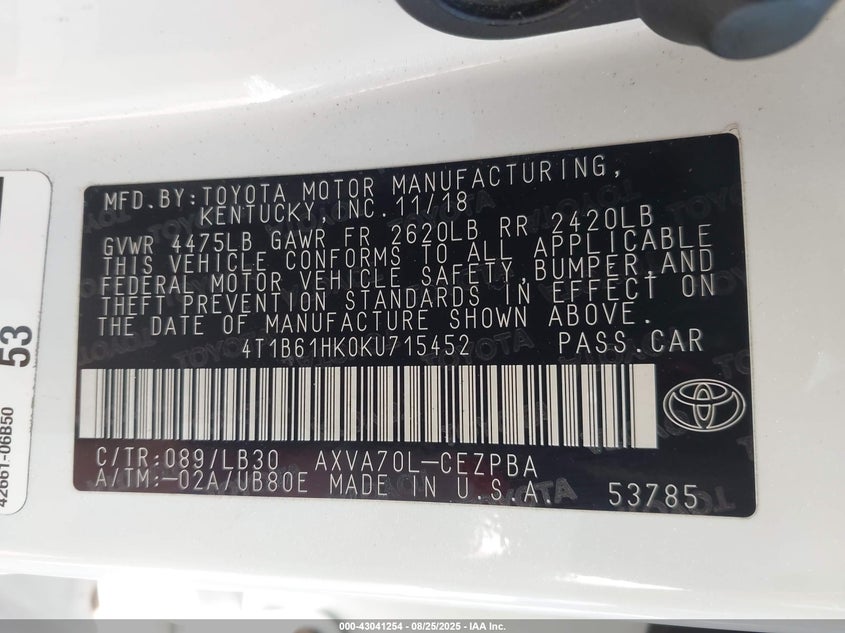 MFD.BY:TOYOTA MOTOR MANUFACTURING,
KENTUCKY,INC.11/18
GVWR 4475LB GAWR FR 2620LB RR 2420LB
THIS VEHICLE CONFORMS TO ALL APPLICABLE
FEDERAL MOTOR VEHICLE SAFETY,BUMPER,AND
THEFT PREVENTION STANDARDS IN EFFECT ON
THE DATE OF MANUFACTURE SHOWN ABOVE.
4T1B61HK0KU715452 PASS.CAR
C/TR:089/LB30 AXVA70L-CEZPBA
A/TM:-02A/UB80E MADE IN U.S.A. 53785
53
42661-06B50
000-43041254 - 08/25/2025 - IAA Inc.